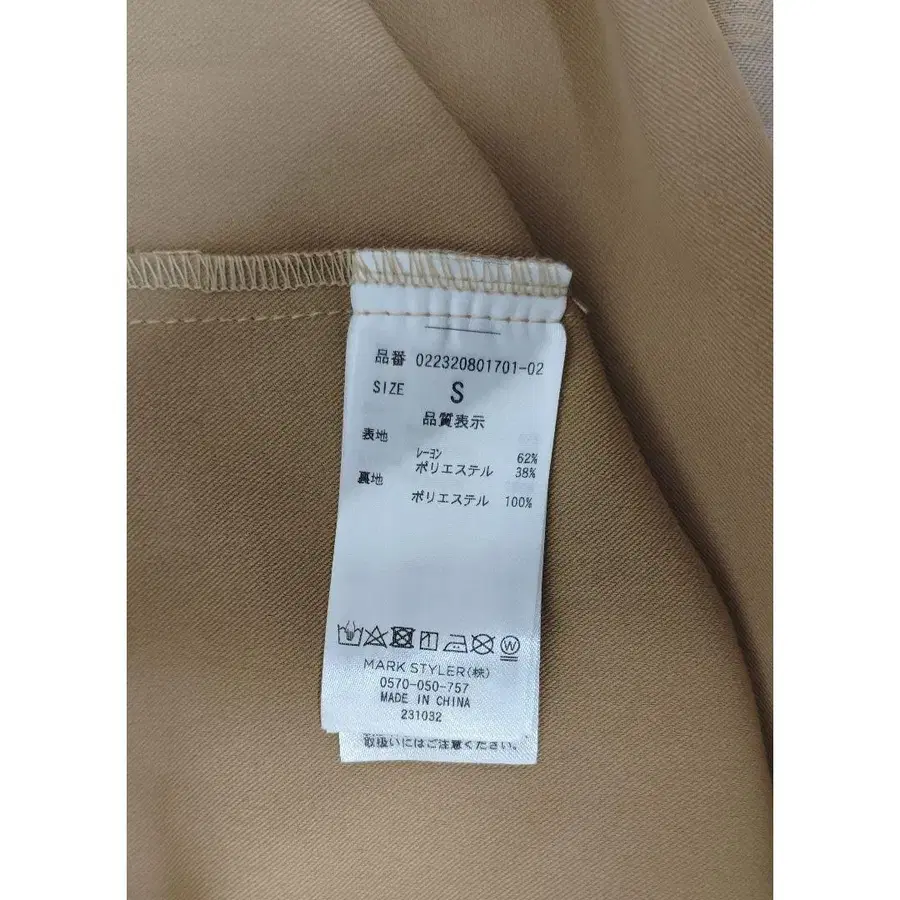 品番 022320801701-02
SIZE S
品質表示
表地
レーヨン 62%
ポリエステル 38%
裏地
ポリエステル 100%
MARK STYLER(株)
0570-050-757
MADE IN CHINA
231032
取扱いにはご注意ください。